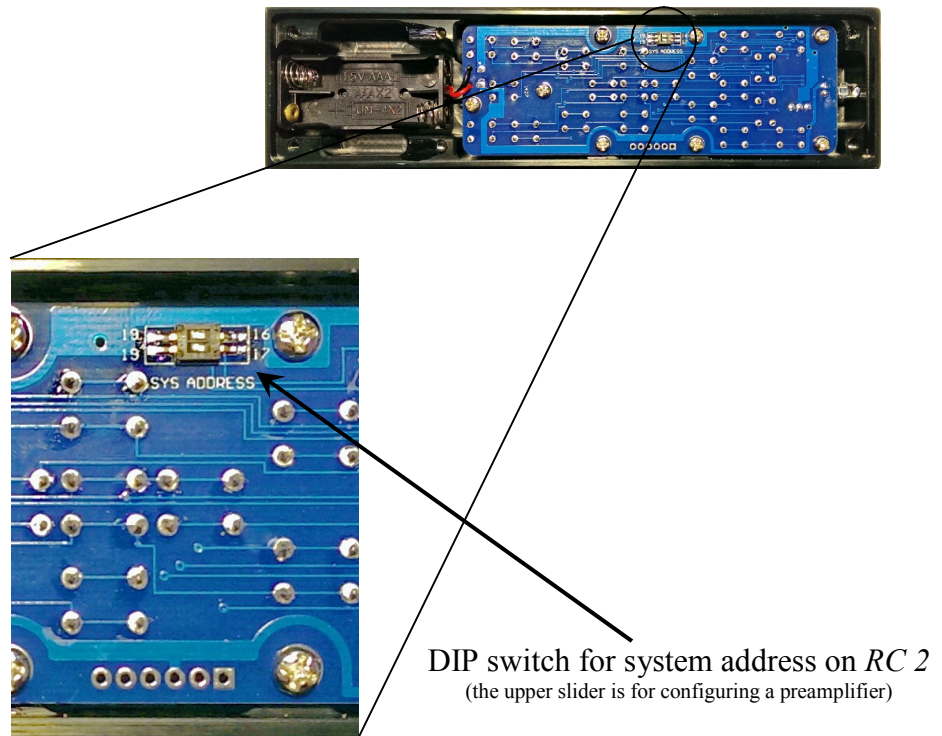 SYS ADDRESS
1.5V AAA
UM-4X2
18 16
19 17
SYS ADDRESS
DIP switch for system address on RC 2
(the upper slider is for configuring a preamplifier)